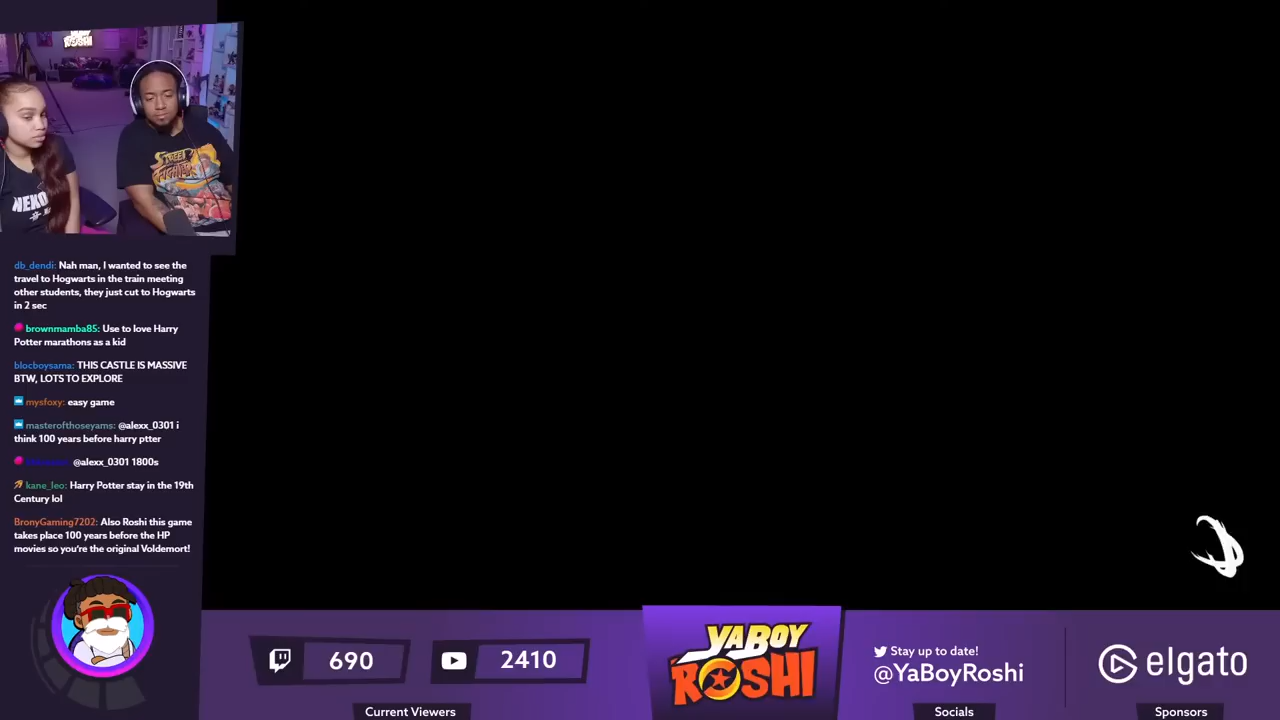 YABOY
ROSHI
STREET
FIGHTER
NEKO
db_dendi: Nah man, I wanted to see the
travel to Hogwarts in the train meeting
other students, they just cut to Hogwarts
in 2 sec
brownmamba85: Use to love Harry
Potter marathons as a kid
blocboysama: THIS CASTLE IS MASSIVE
BTW, LOTS TO EXPLORE
mysfoxy: easy game
masterofthoseyams: @alexx_0301 i
think 100 years before harry ptter
@alexx_0301 1800s
kane_leo: Harry Potter stay in the 19th
Century lol
BronyGaming7202: Also Roshi this game
takes place 100 years before the HP
movies so you're the original Voldemort!
690
2410
Current Viewers
YABOY
ROSHI
Stay up to date!
@YaBoyRoshi
Socials
elgato
Sponsors